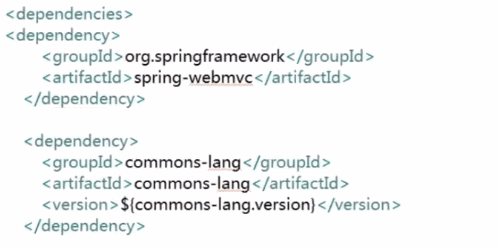 <dependencies>
<dependency>
<groupId>org.springframework</groupId>
<artifactId>spring-webmvc</artifactId>
</dependency>
<dependency>
<groupId>commons-lang</groupId>
<artifactId>commons-lang</artifactId>
<version>${commons-lang.version}</version>
</dependency>